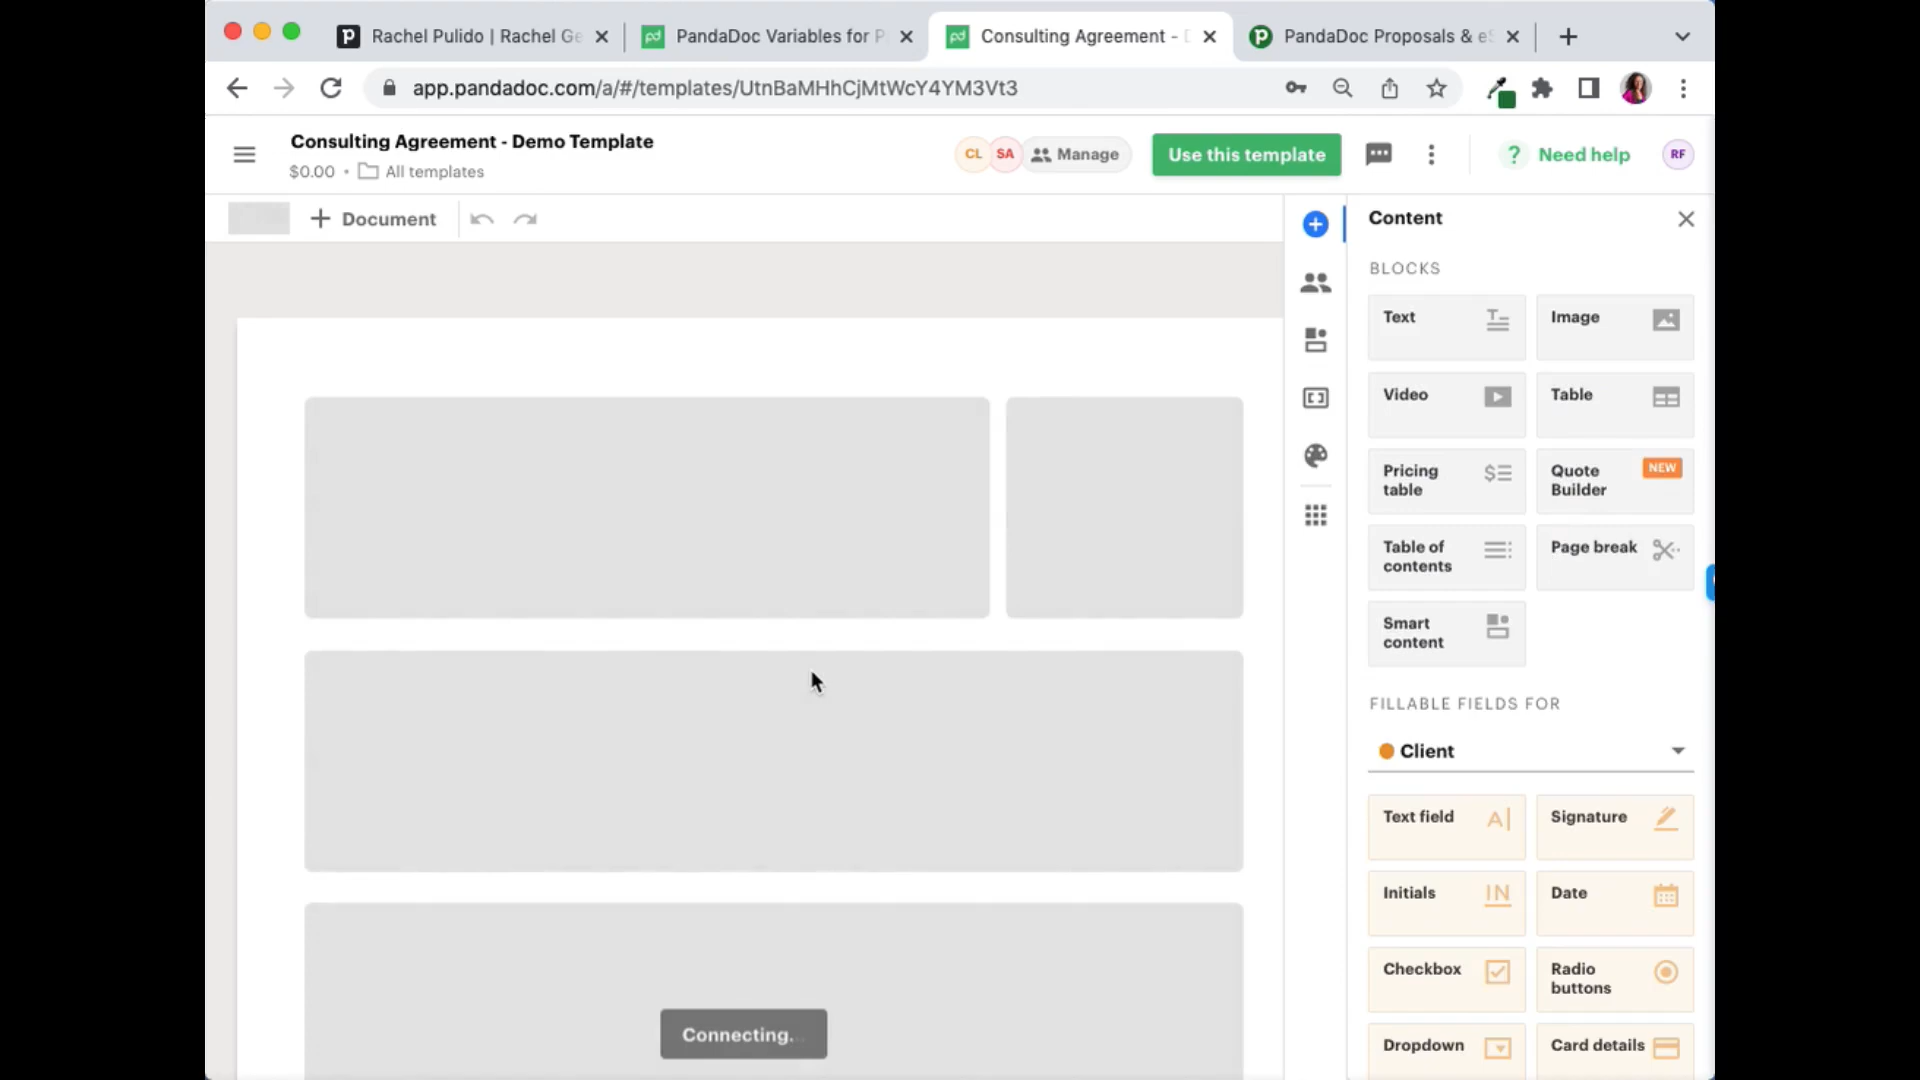 Rachel Pulido | Rachel Ge
PandaDoc Variables for P
Consulting Agreement - D
PandaDoc Proposals & eS
app.pandadoc.com/a/#/templates/UtnBaMHhCjMtWcY4YM3Vt3
Consulting Agreement - Demo Template
$0.00 • All templates
CL
SA
Manage
Use this template
? Need help
RF
+ Document
Content
BLOCKS
Text
Image
Video
Table
Pricing
table
Quote
Builder
NEW
Table of
contents
Page break
Smart
content
FILLABLE FIELDS FOR
Client
Text field
Signature
Initials
IN
Date
Checkbox
Radio
buttons
Dropdown
Card details
Connecting...